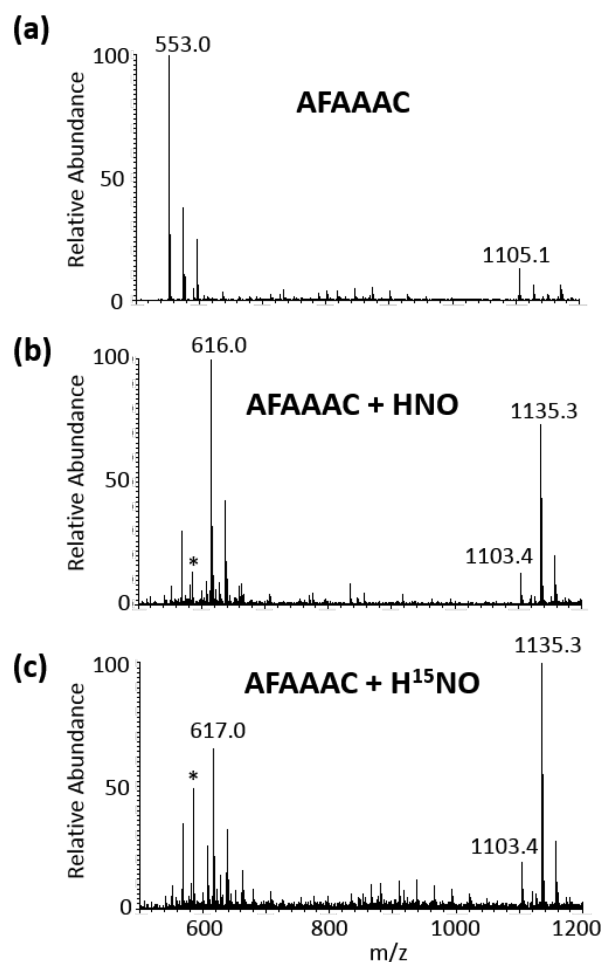 (a)
553.0
100
AFAAAC
Relative Abundance
50
1105.1
0
(b)
616.0
100
AFAAAC + HNO
1135.3
Relative Abundance
50
1103.4
*
0
(c)
1135.3
100
AFAAAC + H¹⁵NO
617.0
Relative Abundance
*
50
1103.4
0
600 800 1000 1200
m/z